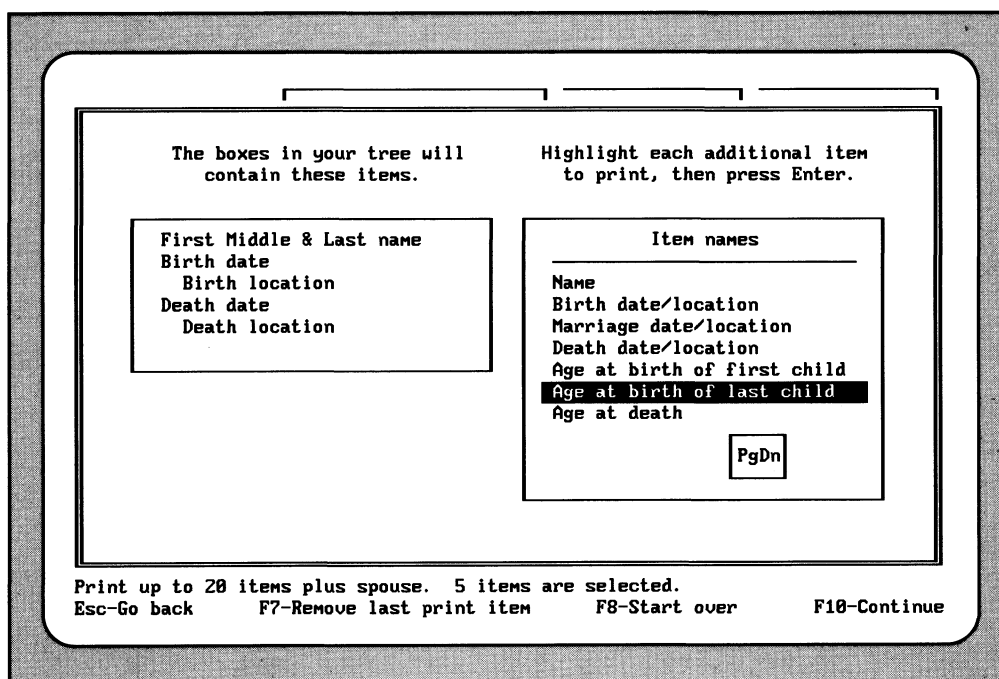 The boxes in your tree will
contain these items.
First Middle & Last name
Birth date
Birth location
Death date
Death location
Highlight each additional item
to print, then press Enter.
Item names
Name
Birth date/location
Marriage date/location
Death date/location
Age at birth of first child
Age at birth of last child
Age at death
PgDn
Print up to 20 items plus spouse.  5 items are selected.
Esc-Go back F7-Remove last print item F8-Start over F10-Continue